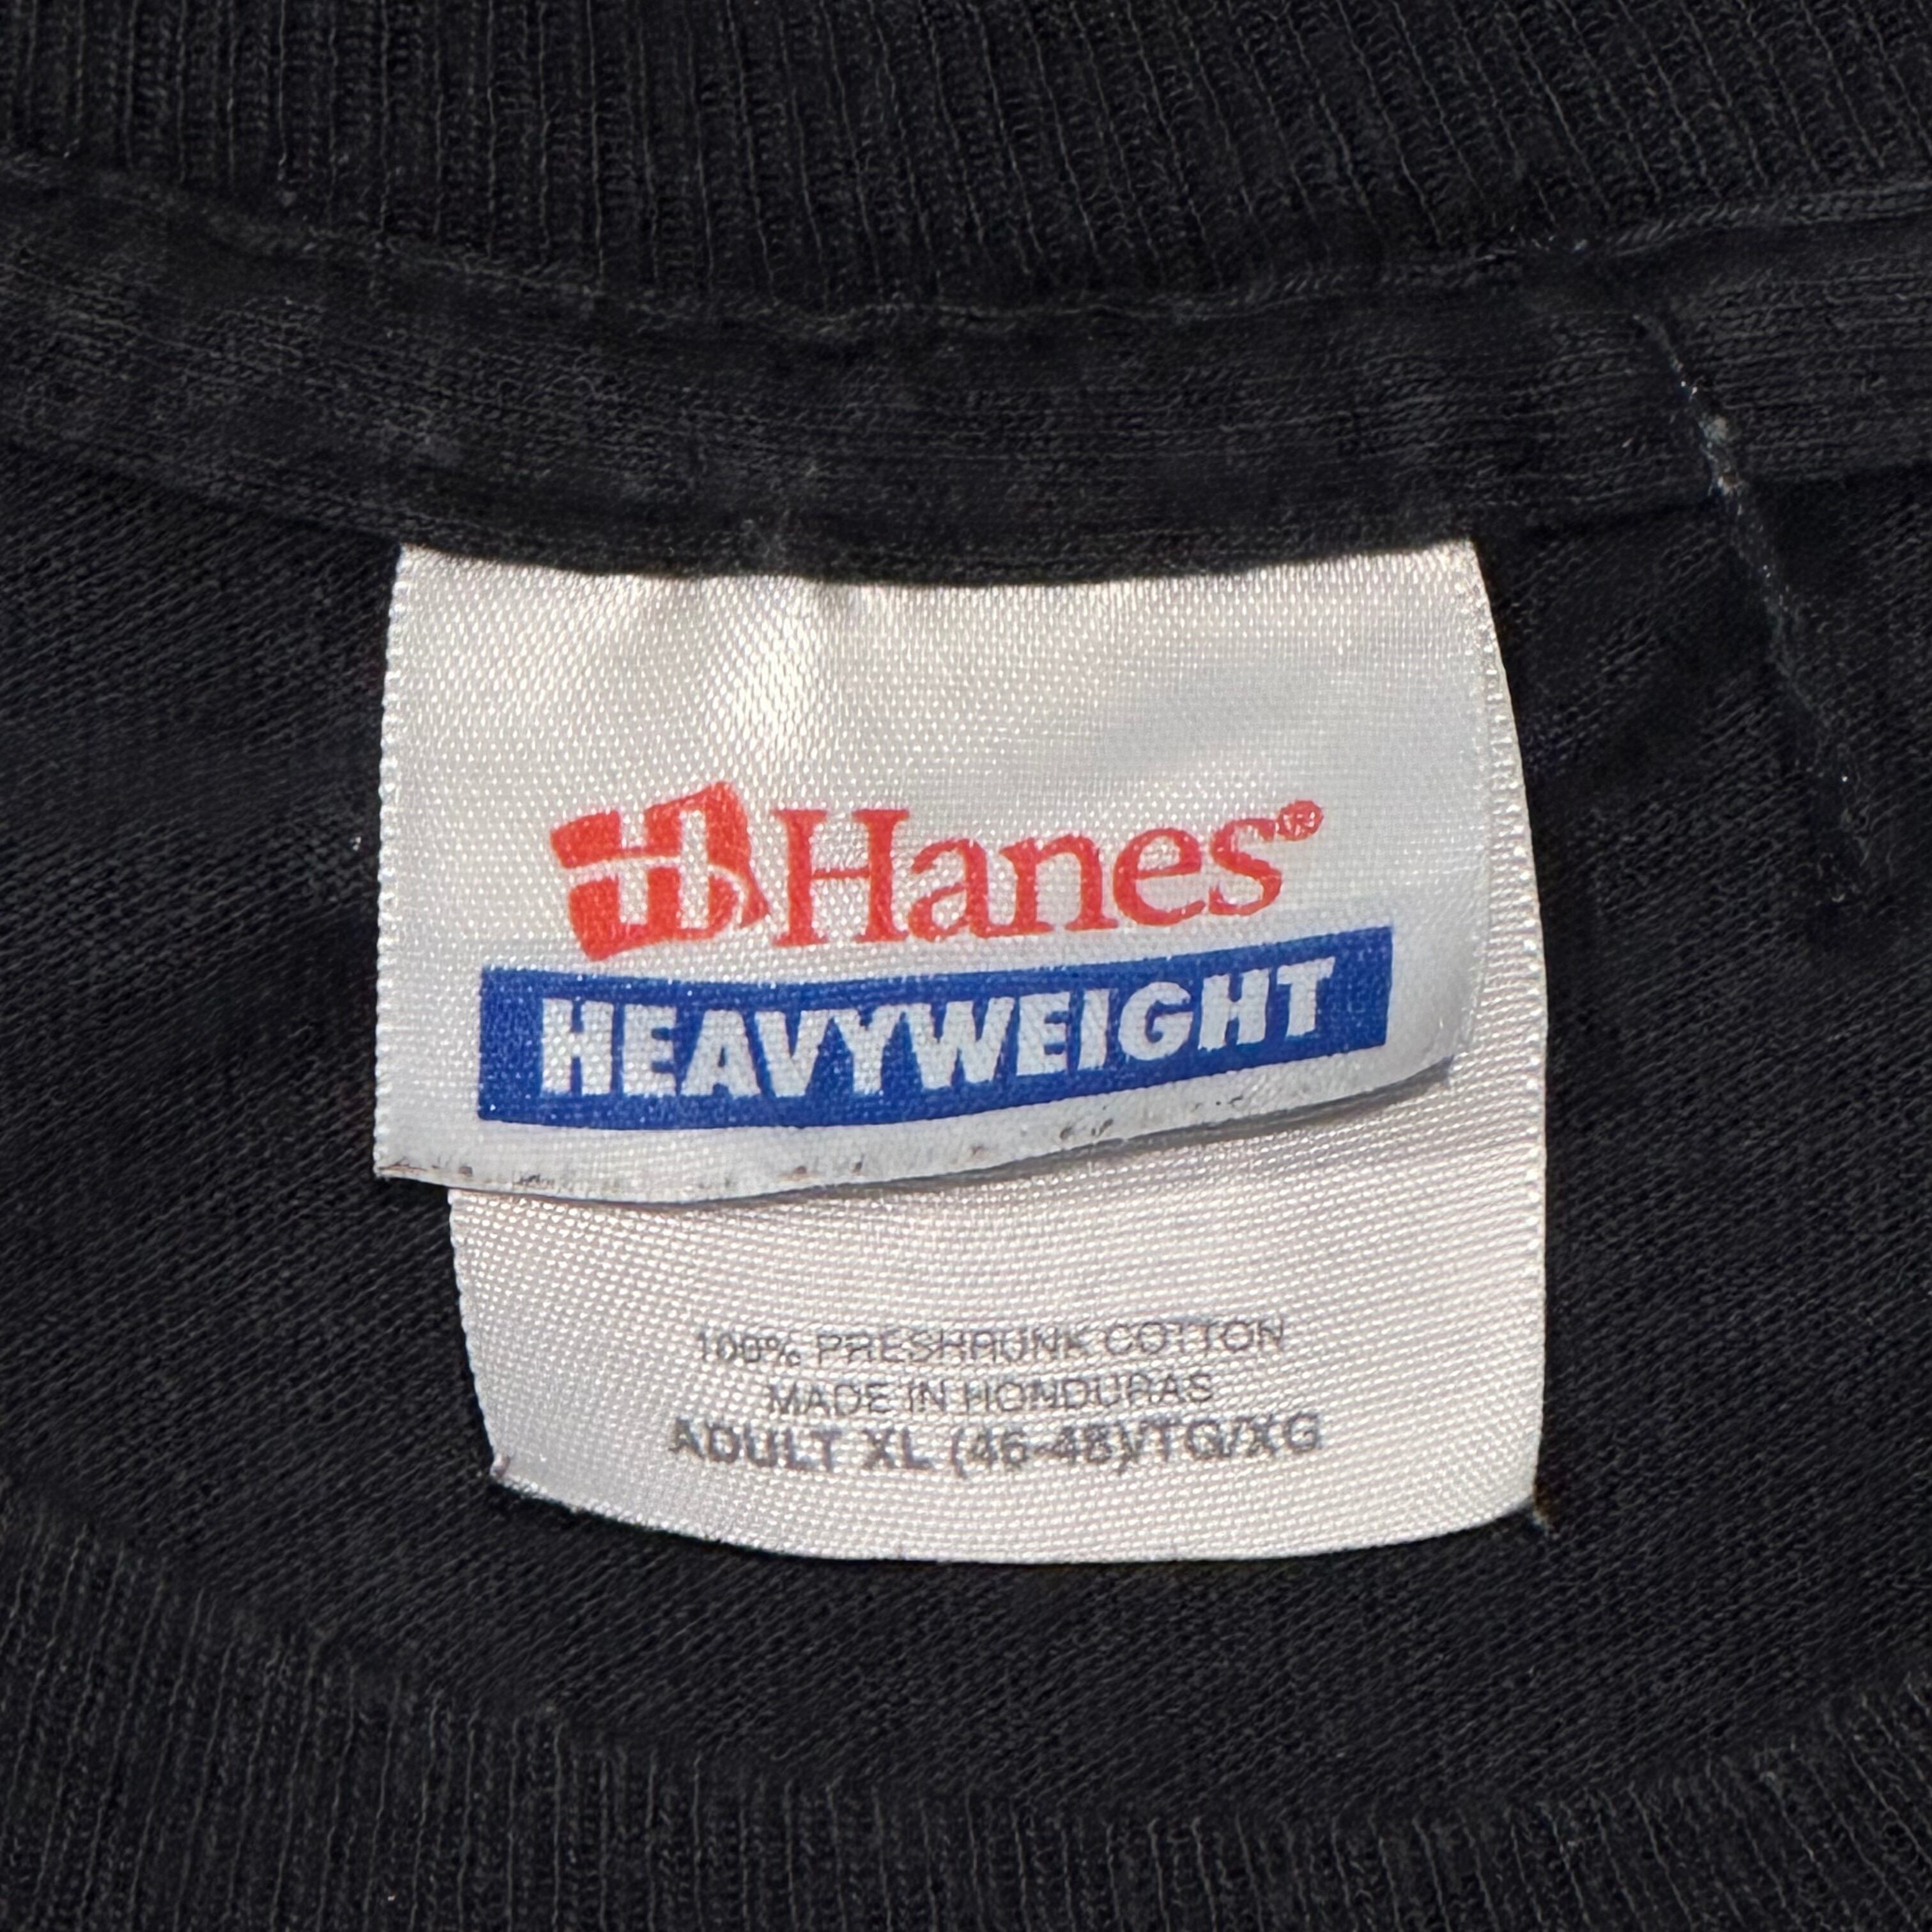 H Hanes®
HEAVYWEIGHT
100% PRESHRUNK COTTON
MADE IN HONDURAS
ADULT XL (46-48)/TG/XG